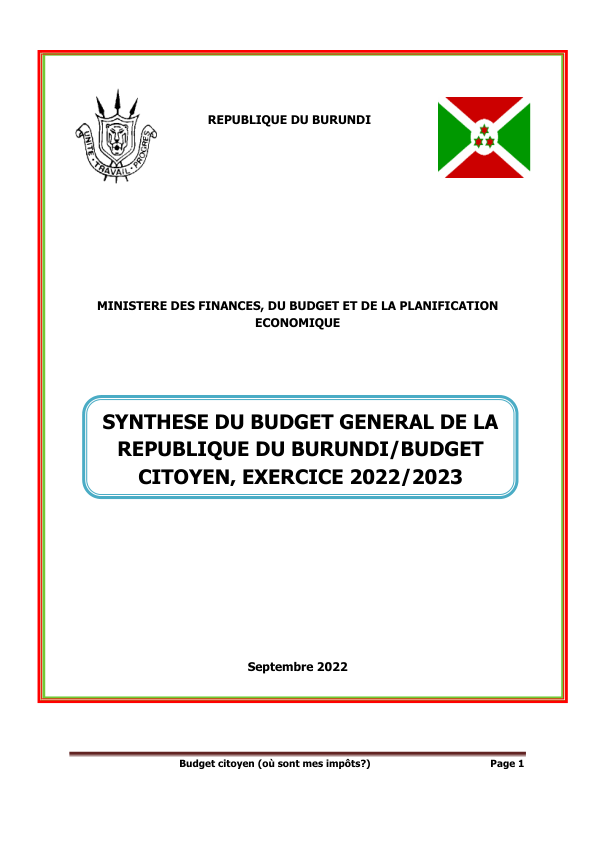 REPUBLIQUE DU BURUNDI
UNITE • TRAVAIL • PROGRES
MINISTERE DES FINANCES, DU BUDGET ET DE LA PLANIFICATION
ECONOMIQUE
SYNTHESE DU BUDGET GENERAL DE LA
REPUBLIQUE DU BURUNDI/BUDGET
CITOYEN, EXERCICE 2022/2023
Septembre 2022
Budget citoyen (où sont mes impôts?) Page 1